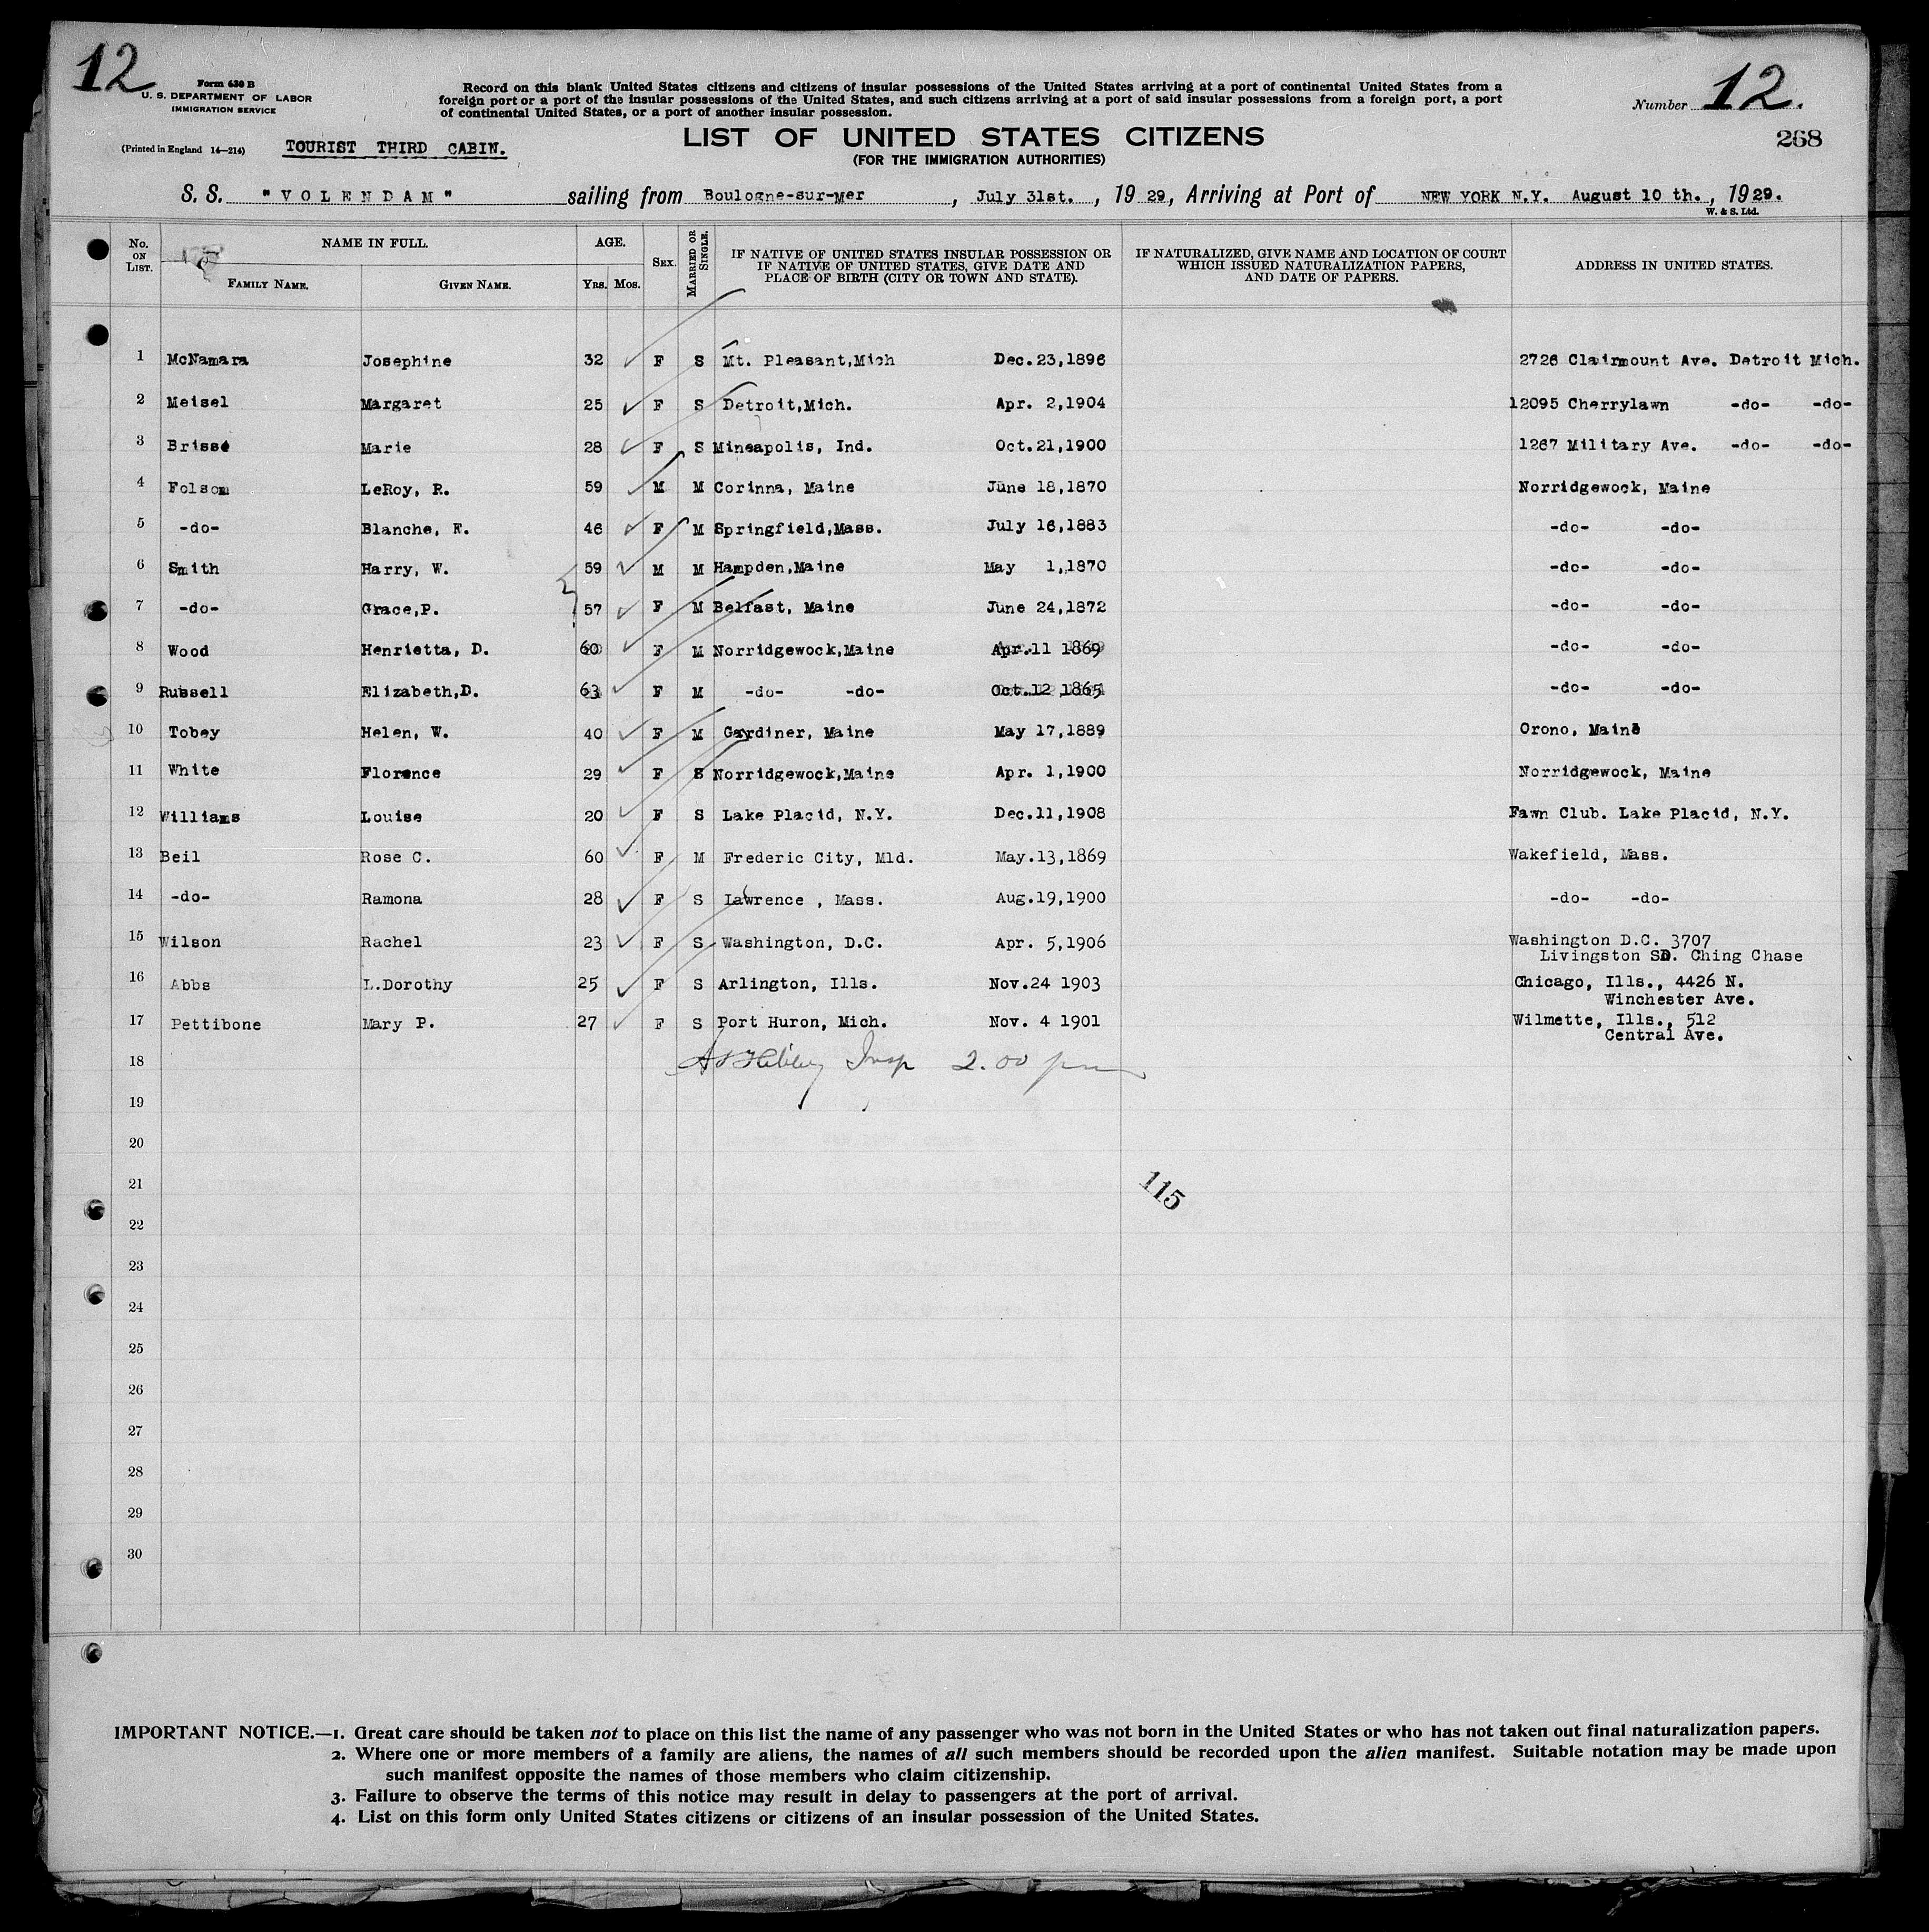 12
Form 630 B
U. S. DEPARTMENT OF LABOR
IMMIGRATION SERVICE
(Printed in England 14—214)
TOURIST THIRD CABIN.
Record on this blank United States citizens and citizens of insular possessions of the United States arriving at a port of continental United States from a
foreign port or a port of the insular possessions of the United States, and such citizens arriving at a port of said insular possessions from a foreign port, a port
of continental United States, or a port of another insular possession.
Number 12.
268
LIST OF UNITED STATES CITIZENS
(FOR THE IMMIGRATION AUTHORITIES)
S. S. "VOLENDAM" sailing from Boulogne-sur-mer, July 31st., 1929, Arriving at Port of NEW YORK N.Y. August 10 th., 1929.
W. & S. Ltd.
No. ON LIST. NAME IN FULL. AGE. SEX. MARRIED OR SINGLE. IF NATIVE OF UNITED STATES INSULAR POSSESSION OR IF NATIVE OF UNITED STATES, GIVE DATE AND PLACE OF BIRTH (CITY OR TOWN AND STATE). IF NATURALIZED, GIVE NAME AND LOCATION OF COURT WHICH ISSUED NATURALIZATION PAPERS, AND DATE OF PAPERS. ADDRESS IN UNITED STATES.
FAMILY NAME. GIVEN NAME. YRS. MOS.
1 McNamara Josephine 32 F S Mt. Pleasant,Mich Dec.23,1896 2726 Clairmount Ave. Detroit Mich.
2 Meisel Margaret 25 F S Detroit,Mich. Apr. 2,1904 12095 Cherrylawn -do- -do-
3 Brisse Marie 28 F S Mineapolis, Ind. Oct.21,1900 1267 Military Ave. -do- -do-
4 Folsom LeRoy, R. 59 M M Corinna, Maine June 18,1870 Norridgewock, Maine
5 -do- Blanche, E. 46 F M Springfield,Mass. July 16,1883 -do- -do-
6 Smith Harry, W. 59 M M Hampden,Maine May 1,1870 -do- -do-
7 -do- Grace,P. 57 F M Belfast, Maine June 24,1872 -do- -do-
8 Wood Henrietta, D. 60 F M Norridgewock,Maine Apr.11 1869 -do- -do-
9 Russell Elizabeth,D. 63 F M -do- -do- Oct.12 1865 -do- -do-
10 Tobey Helen, W. 40 F M Gardiner, Maine May 17,1889 Orono, Maine
11 White Florence 29 F S Norridgewock,Maine Apr. 1,1900 Norridgewock, Maine
12 Williams Louise 20 F S Lake Placid, N.Y. Dec.11,1908 Fawn Club. Lake Placid, N.Y.
13 Beil Rose C. 60 F M Frederic City, Mld. May.13,1869 Wakefield, Mass.
14 -do- Ramona 28 F S Lawrence , Mass. Aug.19,1900 -do- -do-
15 Wilson Rachel 23 F S Washington, D.C. Apr. 5,1906 Washington D.C. 3707
Livingston SD. Ching Chase
16 Abbs L.Dorothy 25 F S Arlington, Ills. Nov.24 1903 Chicago, Ills., 4426 N.
Winchester Ave.
17 Pettibone Mary P. 27 F S Port Huron, Mich. Nov. 4 1901 Wilmette, Ills., 512
Central Ave.
18 Insp 2.00 pm
19
20
21
115
22
23
24
25
26
27
28
29
30
IMPORTANT NOTICE.—1. Great care should be taken not to place on this list the name of any passenger who was not born in the United States or who has not taken out final naturalization papers.
2. Where one or more members of a family are aliens, the names of all such members should be recorded upon the alien manifest. Suitable notation may be made upon
such manifest opposite the names of those members who claim citizenship.
3. Failure to observe the terms of this notice may result in delay to passengers at the port of arrival.
4. List on this form only United States citizens or citizens of an insular possession of the United States.